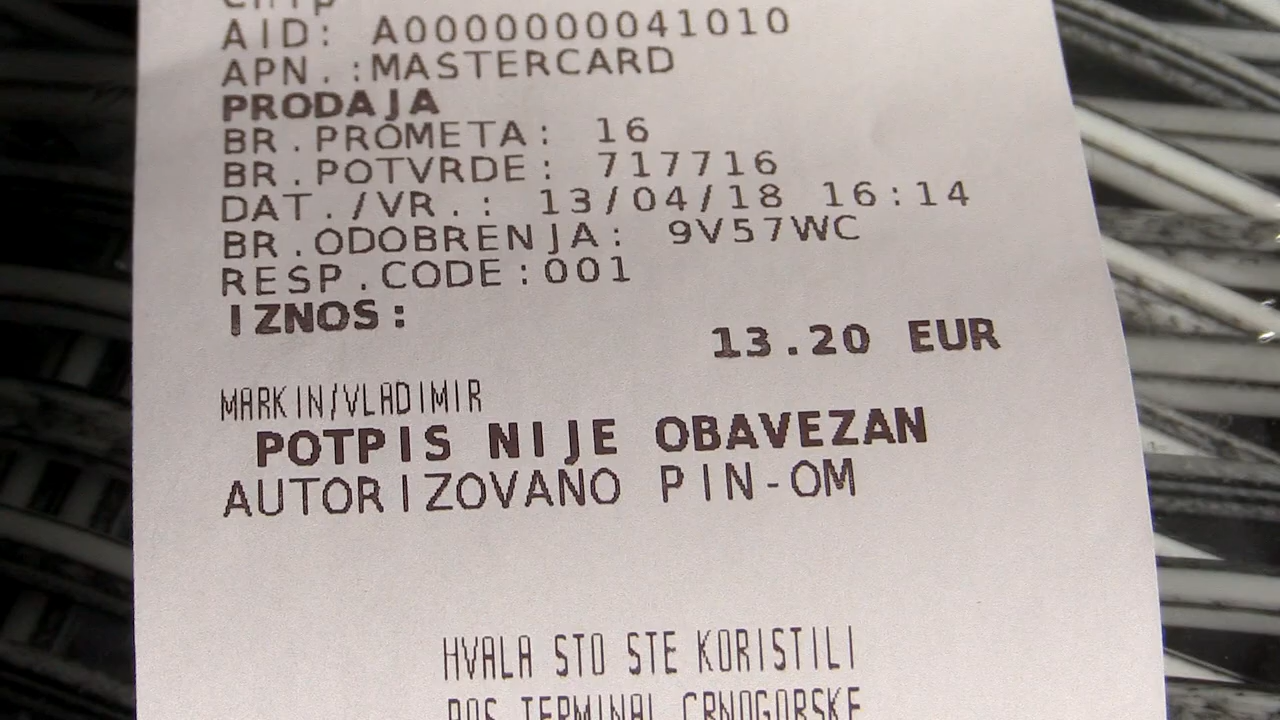 AID: A0000000041010
APN.:MASTERCARD
PRODAJA
BR.PROMETA: 16
BR.POTVRDE: 717716
DAT./VR.: 13/04/18 16:14
BR.ODOBRENJA: 9V57WC
RESP.CODE:001
IZNOS:
13.20 EUR
MARKIN/VLADIMIR
POTPIS NIJE OBAVEZAN
AUTORIZOVANO PIN-OM
HVALA STO STE KORISTILI
POS TERMINAL CRNOGORSKE